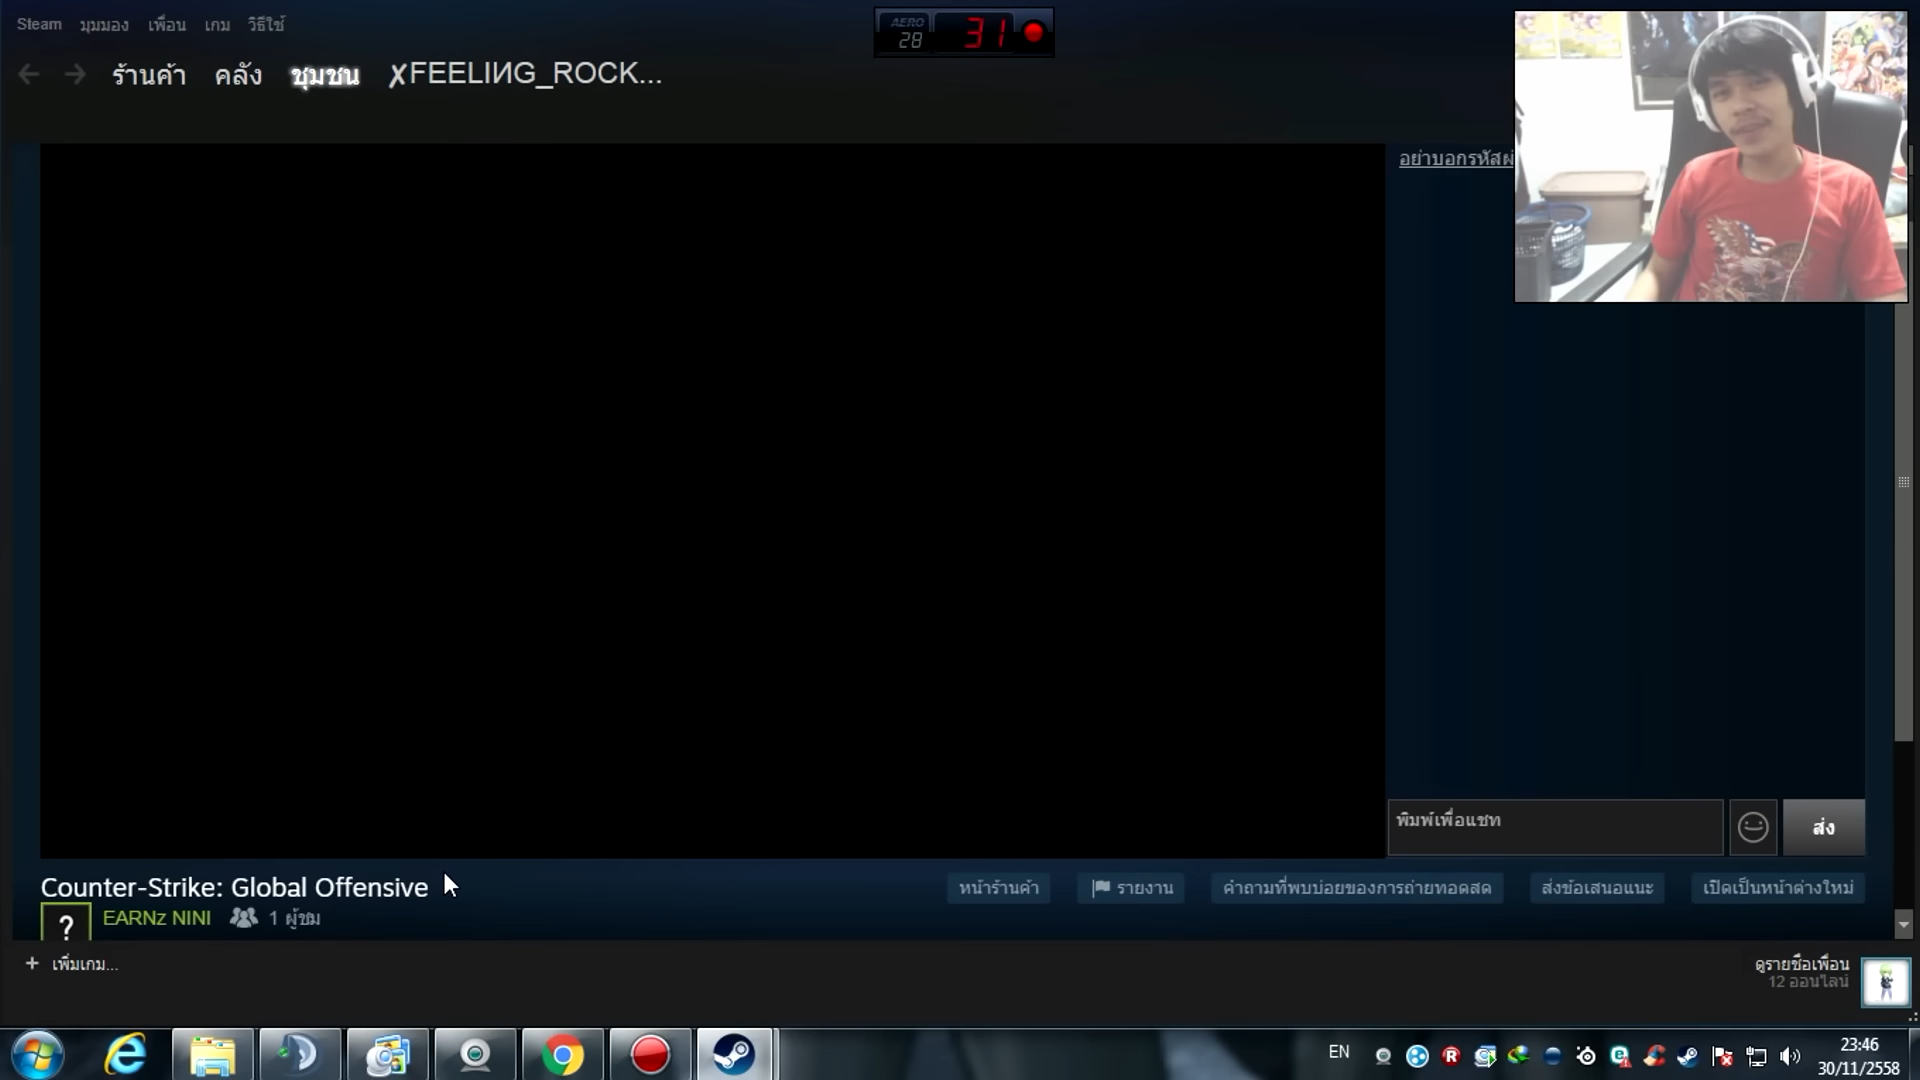 Steam มุมมอง เพื่อน เกม วิธีใช้
AERO
28
31
ร้านค้า คลัง ชุมชน ✗FEELIИG_ROCK...
อย่าบอกรหัสผ่
พิมพ์เพื่อแชท
ส่ง
Counter-Strike: Global Offensive
หน้าร้านค้า รายงาน คำถามที่พบบ่อยของการถ่ายทอดสด ส่งข้อเสนอแนะ เปิดเป็นหน้าต่างใหม่
?
EARNz NINI 1 ผู้ชม
+ เพิ่มเกม...
ดูรายชื่อเพื่อน
12 ออนไลน์
EN
23:46
30/11/2558